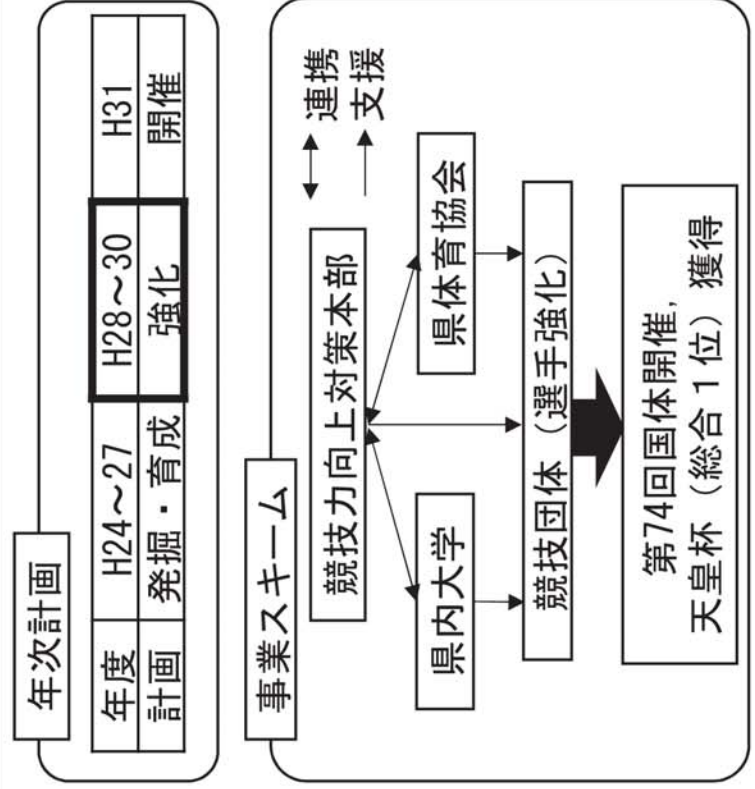 年次計画
年度 H24～27 H28～30 H31
計画 発掘・育成 強化 開催
事業スキーム
競技力向上対策本部
連携
支援
県内大学
県体育協会
競技団体（選手強化）
第74回国体開催，
天皇杯（総合１位）獲得